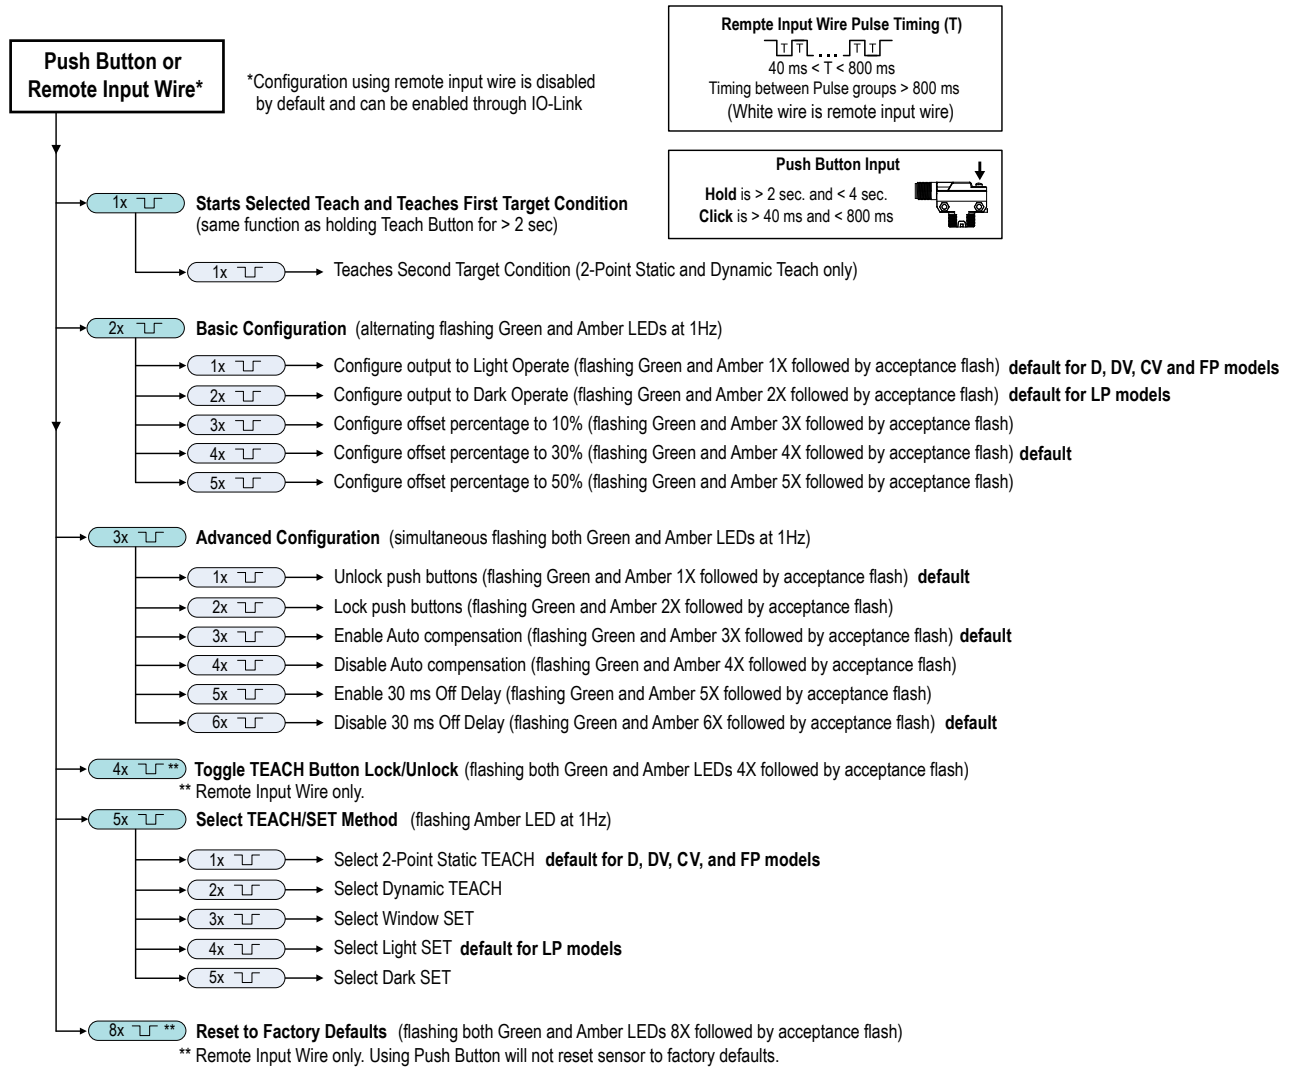 Push Button or
Remote Input Wire*
*Configuration using remote input wire is disabled
by default and can be enabled through IO-Link
Rempte Input Wire Pulse Timing (T)
T T ... T T
40 ms < T < 800 ms
Timing between Pulse groups > 800 ms
(White wire is remote input wire)
Push Button Input
Hold is > 2 sec. and < 4 sec.
Click is > 40 ms and < 800 ms
1x Starts Selected Teach and Teaches First Target Condition
(same function as holding Teach Button for > 2 sec)
1x Teaches Second Target Condition (2-Point Static and Dynamic Teach only)
2x Basic Configuration (alternating flashing Green and Amber LEDs at 1Hz)
1x Configure output to Light Operate (flashing Green and Amber 1X followed by acceptance flash) default for D, DV, CV and FP models
2x Configure output to Dark Operate (flashing Green and Amber 2X followed by acceptance flash) default for LP models
3x Configure offset percentage to 10% (flashing Green and Amber 3X followed by acceptance flash)
4x Configure offset percentage to 30% (flashing Green and Amber 4X followed by acceptance flash) default
5x Configure offset percentage to 50% (flashing Green and Amber 5X followed by acceptance flash)
3x Advanced Configuration (simultaneous flashing both Green and Amber LEDs at 1Hz)
1x Unlock push buttons (flashing Green and Amber 1X followed by acceptance flash) default
2x Lock push buttons (flashing Green and Amber 2X followed by acceptance flash)
3x Enable Auto compensation (flashing Green and Amber 3X followed by acceptance flash) default
4x Disable Auto compensation (flashing Green and Amber 4X followed by acceptance flash)
5x Enable 30 ms Off Delay (flashing Green and Amber 5X followed by acceptance flash)
6x Disable 30 ms Off Delay (flashing Green and Amber 6X followed by acceptance flash) default
4x ** Toggle TEACH Button Lock/Unlock (flashing both Green and Amber LEDs 4X followed by acceptance flash)
** Remote Input Wire only.
5x Select TEACH/SET Method (flashing Amber LED at 1Hz)
1x Select 2-Point Static TEACH default for D, DV, CV, and FP models
2x Select Dynamic TEACH
3x Select Window SET
4x Select Light SET default for LP models
5x Select Dark SET
8x ** Reset to Factory Defaults (flashing both Green and Amber LEDs 8X followed by acceptance flash)
** Remote Input Wire only. Using Push Button will not reset sensor to factory defaults.